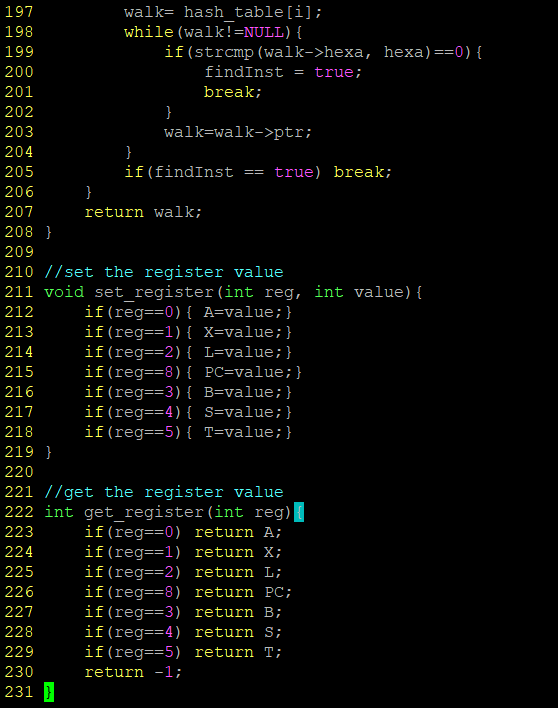 197         walk= hash_table[i];
198         while(walk!=NULL){
199             if(strcmp(walk->hexa, hexa)==0){
200                 findInst = true;
201                 break;
202             }
203             walk=walk->ptr;
204         }
205         if(findInst == true) break;
206     }
207     return walk;
208 }
209
210 //set the register value
211 void set_register(int reg, int value){
212     if(reg==0){ A=value;}
213     if(reg==1){ X=value;}
214     if(reg==2){ L=value;}
215     if(reg==8){ PC=value;}
216     if(reg==3){ B=value;}
217     if(reg==4){ S=value;}
218     if(reg==5){ T=value;}
219 }
220
221 //get the register value
222 int get_register(int reg){
223     if(reg==0) return A;
224     if(reg==1) return X;
225     if(reg==2) return L;
226     if(reg==8) return PC;
227     if(reg==3) return B;
228     if(reg==4) return S;
229     if(reg==5) return T;
230     return -1;
231 }